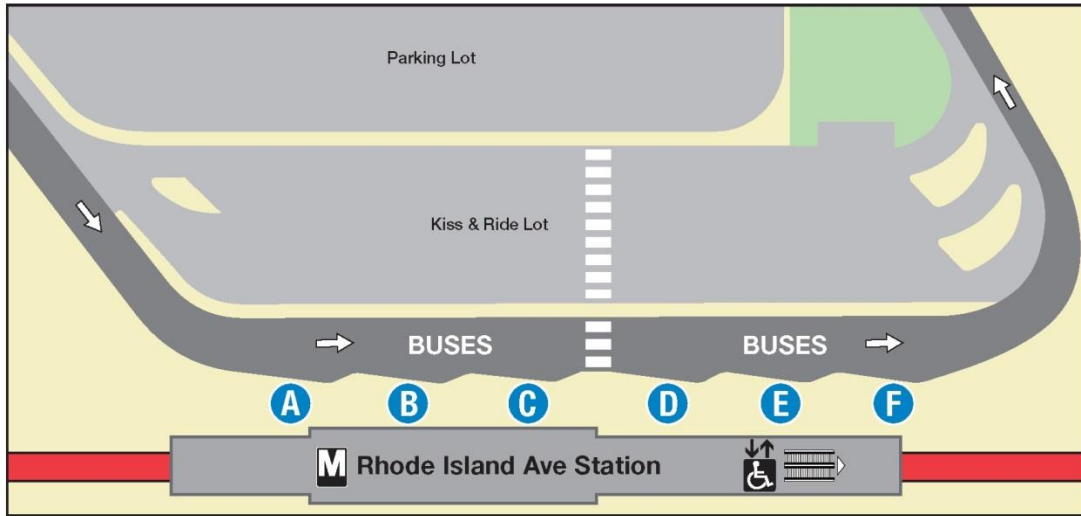 Parking Lot
Kiss & Ride Lot
BUSES
BUSES
A
B
C
D
E
F
M Rhode Island Ave Station